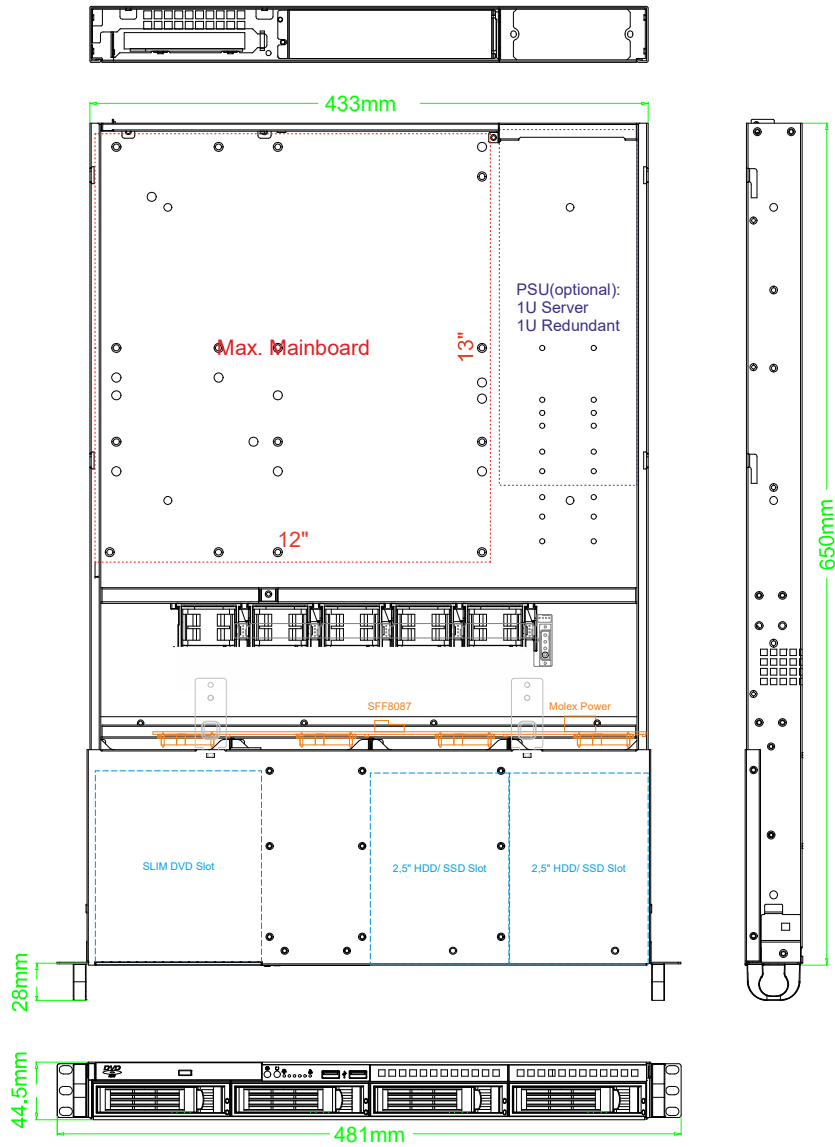 433mm
PSU(optional):
1U Server
1U Redundant
Max. Mainboard
13"
12"
650mm
SFF8087
Molex Power
SLIM DVD Slot
2,5" HDD/ SSD Slot
2,5" HDD/ SSD Slot
28mm
44.5mm
DVD
481mm